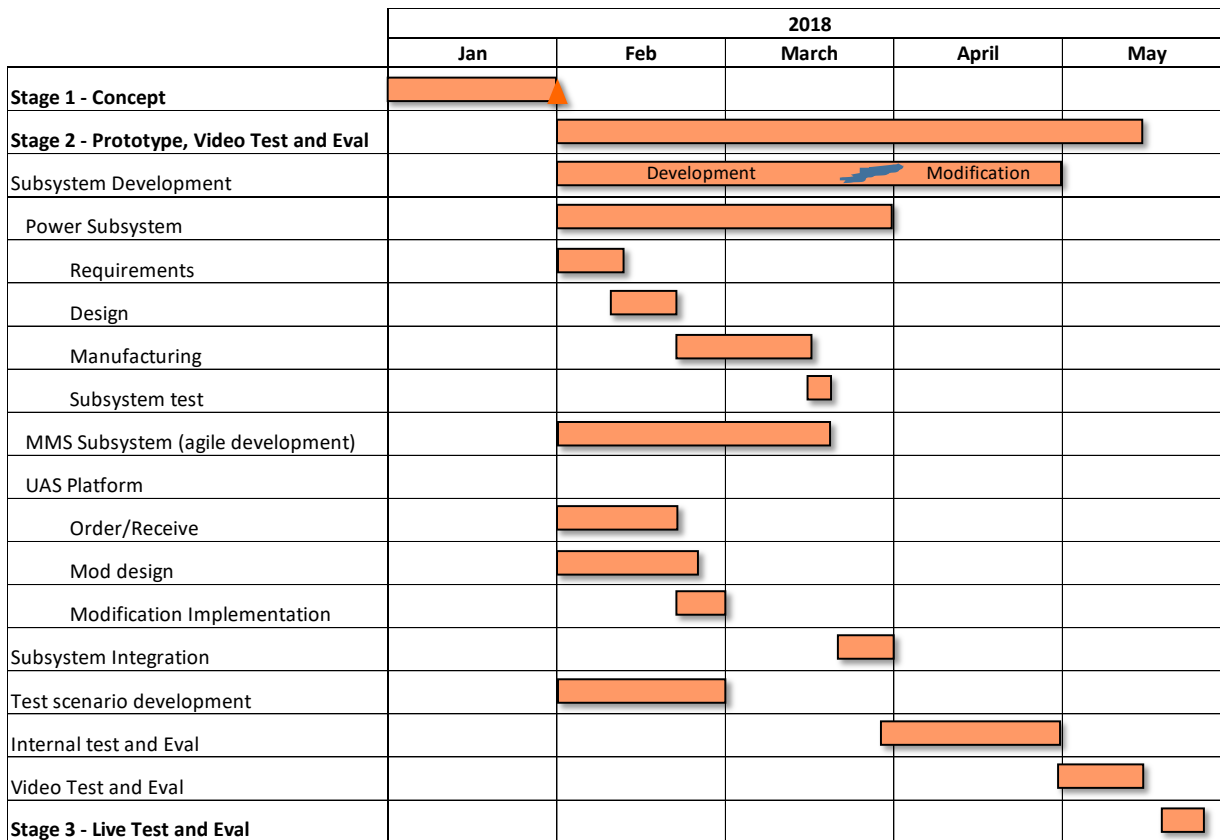 2018
Jan Feb March April May
Stage 1 - Concept
Stage 2 - Prototype, Video Test and Eval
Subsystem Development Development Modification
Power Subsystem
Requirements
Design
Manufacturing
Subsystem test
MMS Subsystem (agile development)
UAS Platform
Order/Receive
Mod design
Modification Implementation
Subsystem Integration
Test scenario development
Internal test and Eval
Video Test and Eval
Stage 3 - Live Test and Eval